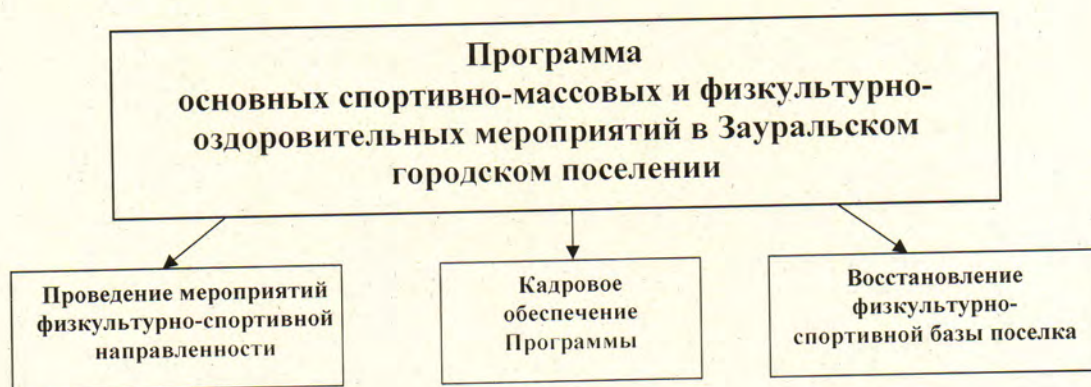 Программа
основных спортивно-массовых и физкультурно-
оздоровительных мероприятий в Зауральском
городском поселении
Проведение мероприятий
физкультурно-спортивной
направленности
Кадровое
обеспечение
Программы
Восстановление
физкультурно-
спортивной базы поселка